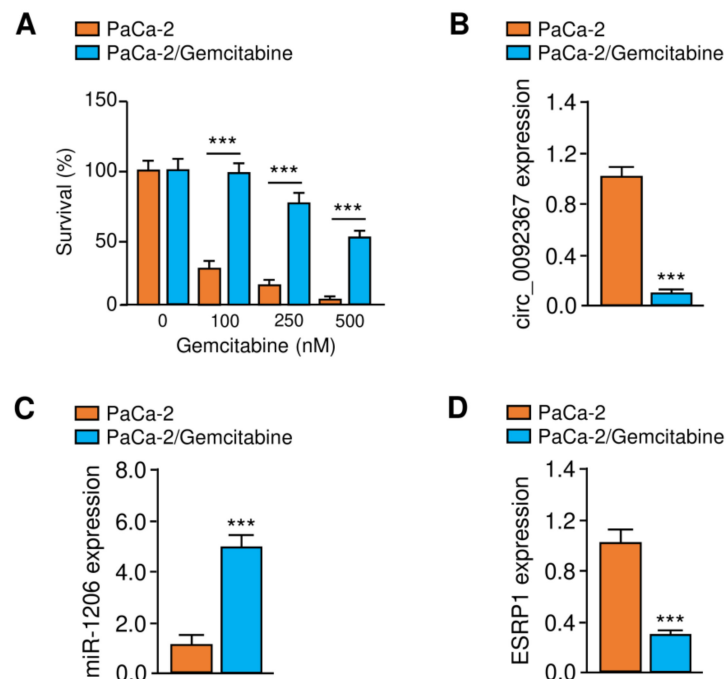 A
PaCa-2
PaCa-2/Gemcitabine
150
100
50
0
Survival (%)
***
***
***
0 100 250 500
Gemcitabine (nM)
B
PaCa-2
PaCa-2/Gemcitabine
1.4
1.2
0.8
0.4
0.0
circ_0092367 expression
***
C
PaCa-2
PaCa-2/Gemcitabine
8.0
6.0
4.0
2.0
0.0
miR-1206 expression
***
D
PaCa-2
PaCa-2/Gemcitabine
1.4
1.2
0.8
0.4
0.0
ESRP1 expression
***